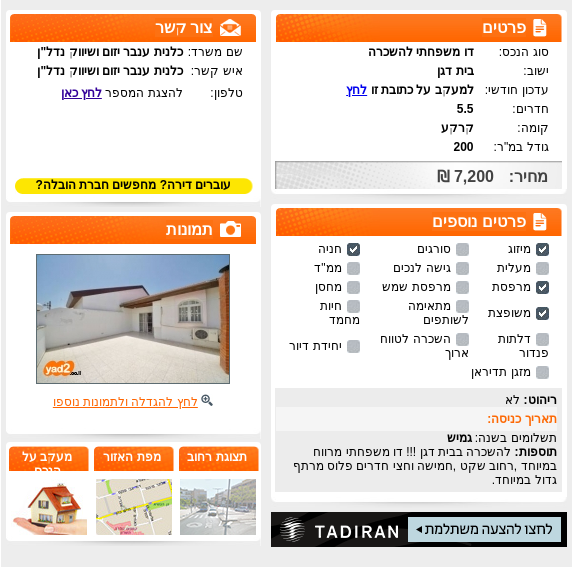 פרטים
סוג הנכס: דו משפחתי להשכרה
ישוב: בית דגן
עדכון חודשי: למעקב על כתובת זו לחץ
חדרים: 5.5
קומה: קרקע
גודל במ"ר: 200
מחיר: 7,200 ₪
פרטים נוספים
מיזוג סורגים חניה
מעלית גישה לנכים ממ"ד
מרפסת מרפסת שמש מחסן
משופצת מתאימה לשותפים חיות מחמד
דלתות פנדור השכרה לטווח ארוך יחידת דיור
מזגן תדיראן
ריהוט: לא
תאריך כניסה:
תשלומים בשנה: גמיש
תוספות: להשכרה בבית דגן !!! דו משפחתי מרווח
במיוחד ,רחוב שקט ,חמישה וחצי חדרים פלוס מרתף
גדול במיוחד.
לחצו להצעה משתלמת
TADIRAN
צור קשר
שם משרד: כלנית ענבר יזום ושיווק נדל"ן
איש קשר: כלנית ענבר יזום ושיווק נדל"ן
טלפון: להצגת המספר לחץ כאן
עוברים דירה? מחפשים חברת הובלה?
תמונות
yad2
.co.il
לחץ להגדלה ולתמונות נוספו
תצוגת רחוב
מפת האזור
מעקב על
הנכס